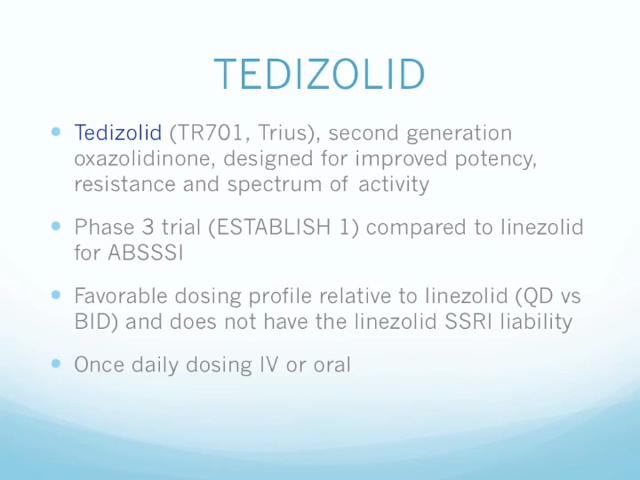 TEDIZOLID
• Tedizolid (TR701, Trius), second generation
oxazolidinone, designed for improved potency,
resistance and spectrum of activity
• Phase 3 trial (ESTABLISH 1) compared to linezolid
for ABSSSI
• Favorable dosing profile relative to linezolid (QD vs
BID) and does not have the linezolid SSRI liability
• Once daily dosing IV or oral